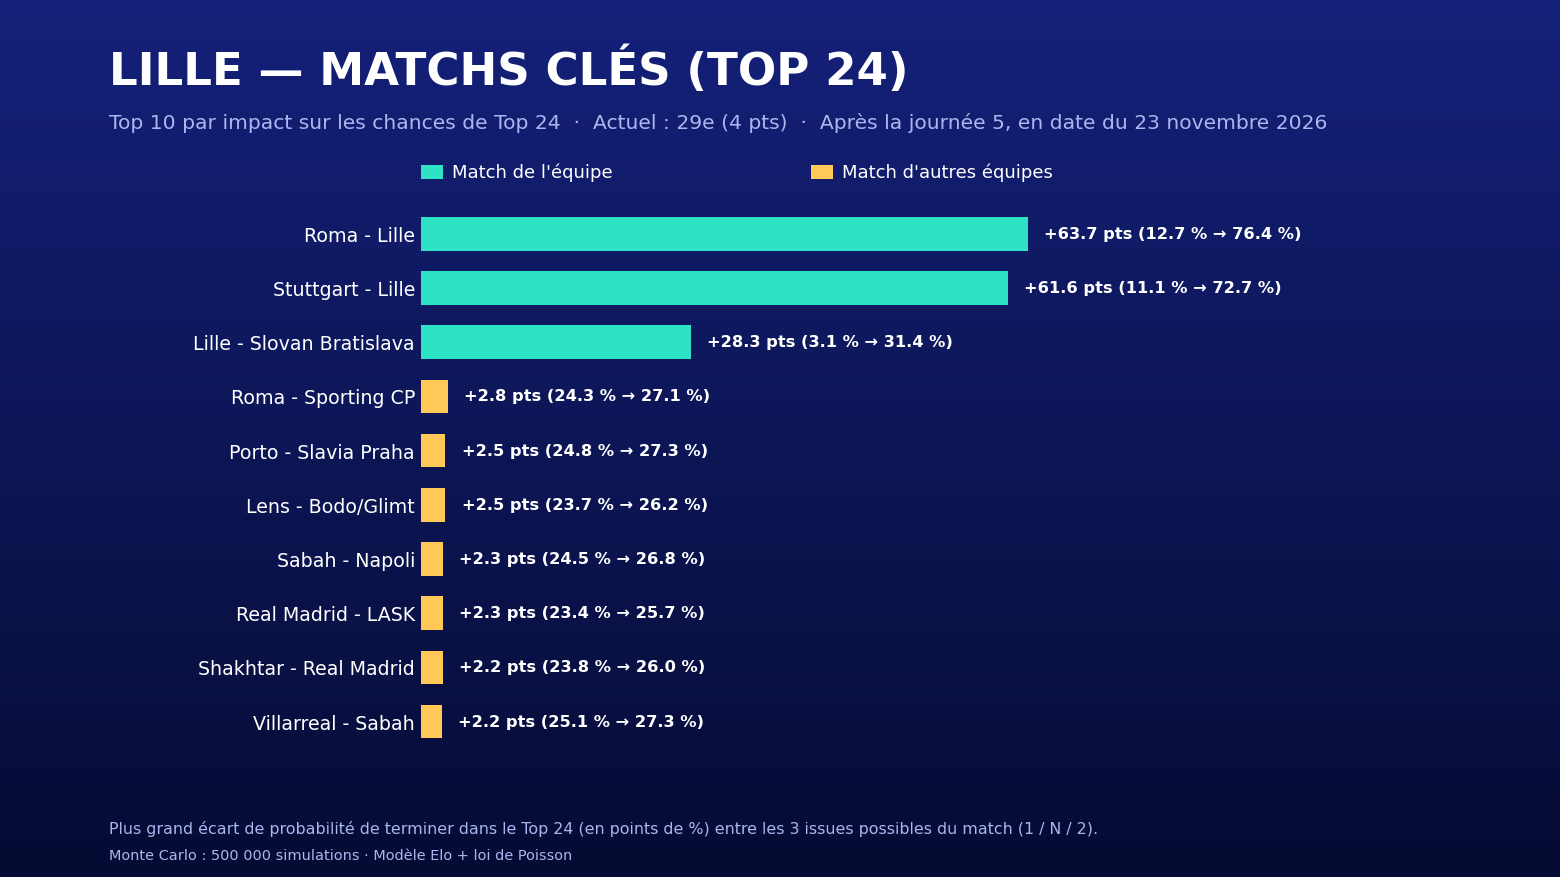 LILLE — MATCHS CLÉS (TOP 24)
Top 10 par impact sur les chances de Top 24 · Actuel : 29e (4 pts) · Après la journée 5, en date du 23 novembre 2026
Match de l'équipe Match d'autres équipes
Roma - Lille +63.7 pts (12.7 % → 76.4 %)
Stuttgart - Lille +61.6 pts (11.1 % → 72.7 %)
Lille - Slovan Bratislava +28.3 pts (3.1 % → 31.4 %)
Roma - Sporting CP +2.8 pts (24.3 % → 27.1 %)
Porto - Slavia Praha +2.5 pts (24.8 % → 27.3 %)
Lens - Bodo/Glimt +2.5 pts (23.7 % → 26.2 %)
Sabah - Napoli +2.3 pts (24.5 % → 26.8 %)
Real Madrid - LASK +2.3 pts (23.4 % → 25.7 %)
Shakhtar - Real Madrid +2.2 pts (23.8 % → 26.0 %)
Villarreal - Sabah +2.2 pts (25.1 % → 27.3 %)
Plus grand écart de probabilité de terminer dans le Top 24 (en points de %) entre les 3 issues possibles du match (1 / N / 2).
Monte Carlo : 500 000 simulations · Modèle Elo + loi de Poisson